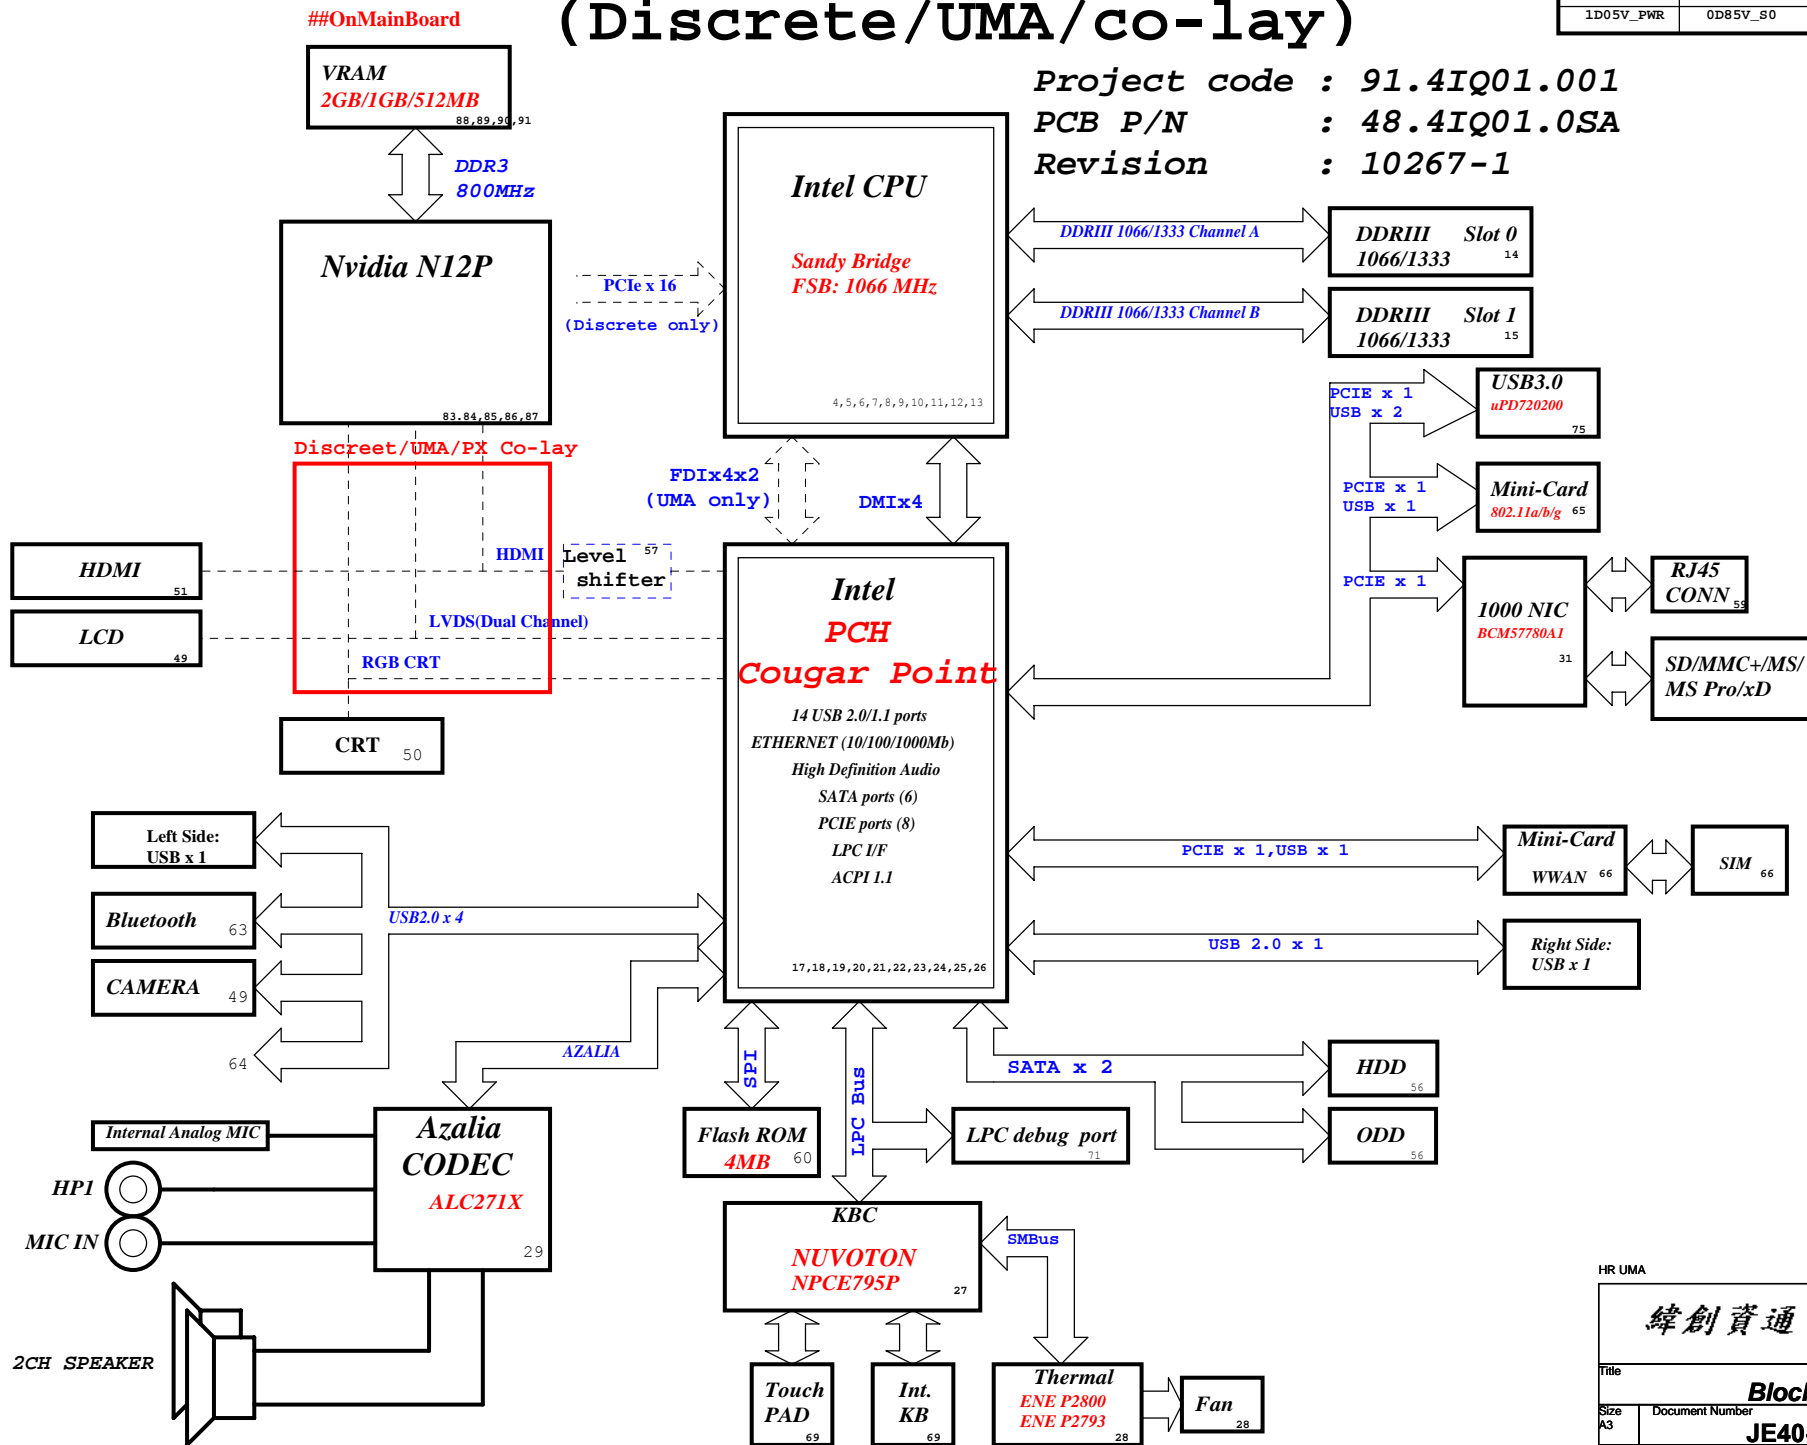 ##OnMainBoard
(Discrete/UMA/co-lay)
1D05V_PWR 0D85V_S0
Project code : 91.4IQ01.001
PCB P/N : 48.4IQ01.0SA
Revision : 10267-1
VRAM
2GB/1GB/512MB
88,89,90,91
DDR3
800MHz
Nvidia N12P
83.84,85,86,87
PCIe x 16
(Discrete only)
Intel CPU
Sandy Bridge
FSB: 1066 MHz
4,5,6,7,8,9,10,11,12,13
DDRIII 1066/1333 Channel A
DDRIII Slot 0
1066/1333 14
DDRIII 1066/1333 Channel B
DDRIII Slot 1
1066/1333 15
PCIE x 1
USB x 2
USB3.0
uPD720200
75
PCIE x 1
USB x 1
Mini-Card
802.11a/b/g 65
PCIE x 1
1000 NIC
BCM57780A1
31
RJ45
CONN
59
SD/MMC+/MS/
MS Pro/xD
Discreet/UMA/PX Co-lay
FDIx4x2
(UMA only)
DMIx4
HDMI
51
HDMI
Level 57
shifter
LCD
49
LVDS(Dual Channel)
RGB CRT
CRT 50
Intel
PCH
Cougar Point
14 USB 2.0/1.1 ports
ETHERNET (10/100/1000Mb)
High Definition Audio
SATA ports (6)
PCIE ports (8)
LPC I/F
ACPI 1.1
17,18,19,20,21,22,23,24,25,26
Left Side:
USB x 1
Bluetooth 63
CAMERA 49
64
USB2.0 x 4
AZALIA
PCIE x 1,USB x 1
Mini-Card
WWAN 66
SIM 66
USB 2.0 x 1
Right Side:
USB x 1
SPI
LPC Bus
SATA x 2
HDD
56
ODD
56
Flash ROM
4MB 60
LPC debug port
71
Internal Analog MIC
HP1
MIC IN
2CH SPEAKER
Azalia
CODEC
ALC271X
29
KBC
NUVOTON
NPCE795P
27
SMBus
Touch
PAD
69
Int.
KB
69
Thermal
ENE P2800
ENE P2793
28
Fan
28
HR UMA
緯創資通
Title
Block
Size
A3
Document Number
JE40-